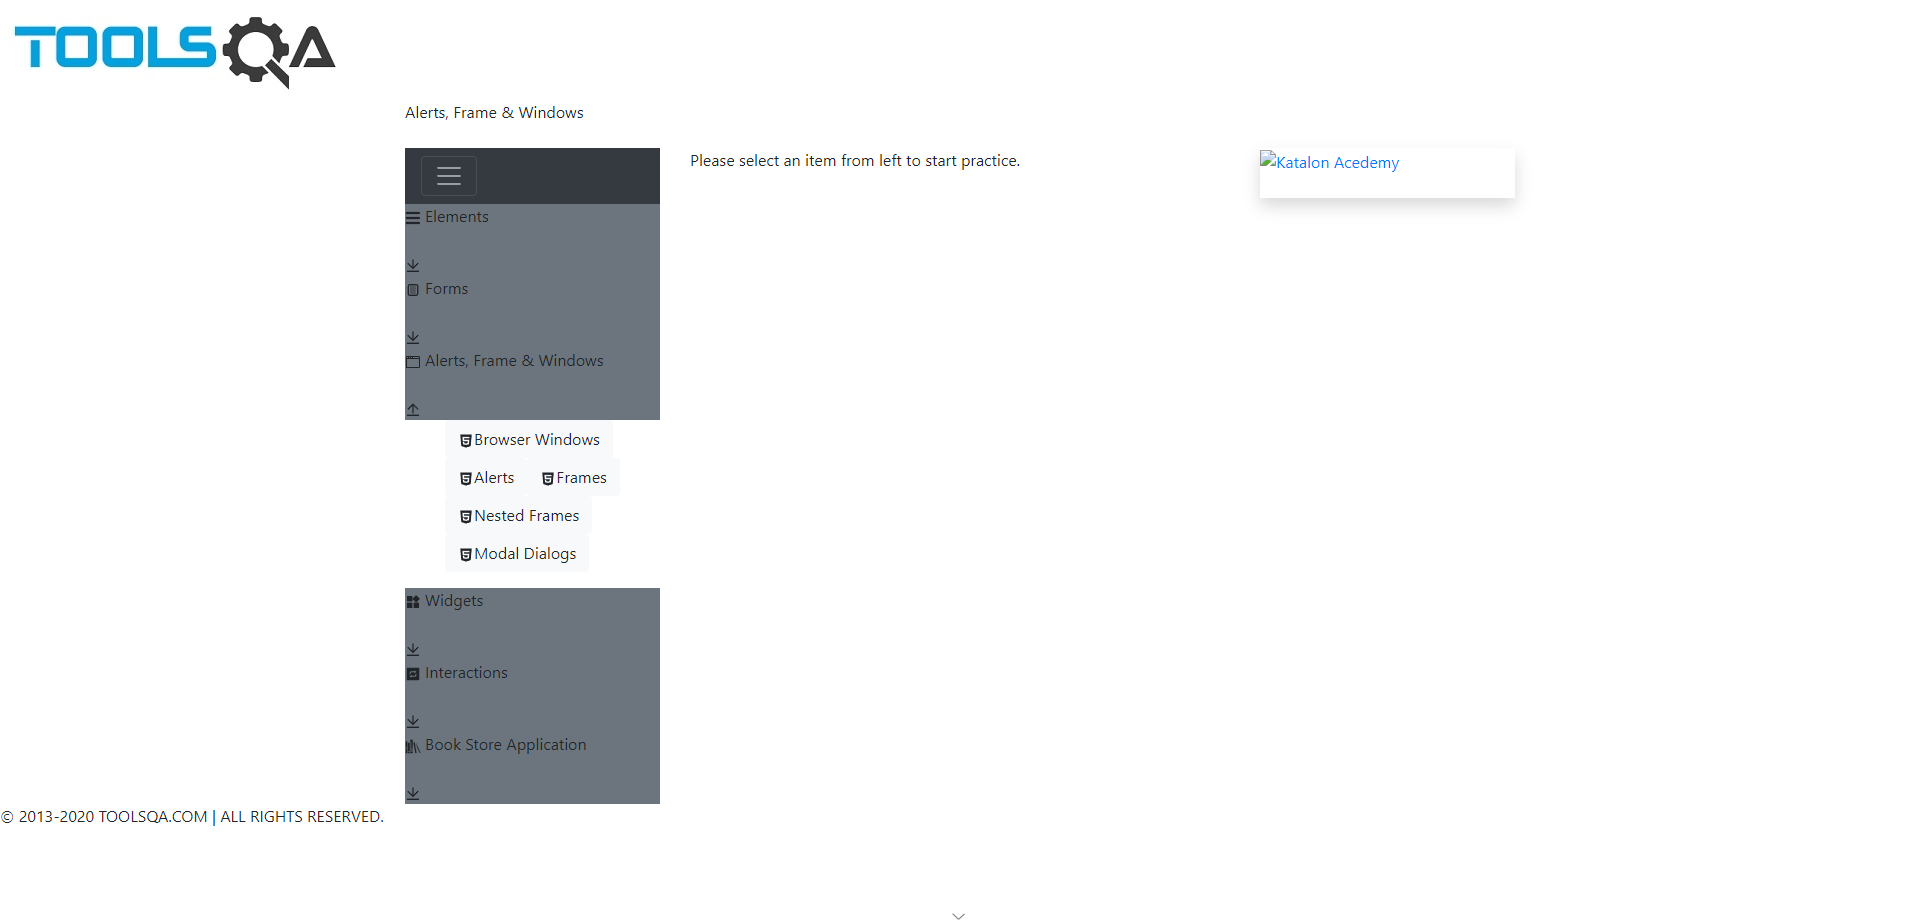 TOOLSQA
Alerts, Frame & Windows
Please select an item from left to start practice.
Katalon Acedemy
Elements
Forms
Alerts, Frame & Windows
Browser Windows
Alerts Frames
Nested Frames
Modal Dialogs
Widgets
Interactions
Book Store Application
© 2013-2020 TOOLSQA.COM | ALL RIGHTS RESERVED.